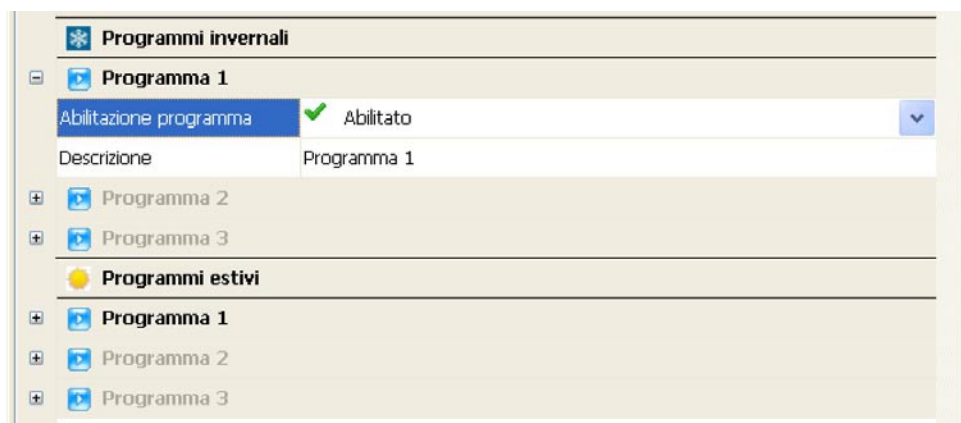 Programmi invernali
Programma 1
Abilitazione programma Abilitato
Descrizione Programma 1
Programma 2
Programma 3
Programmi estivi
Programma 1
Programma 2
Programma 3